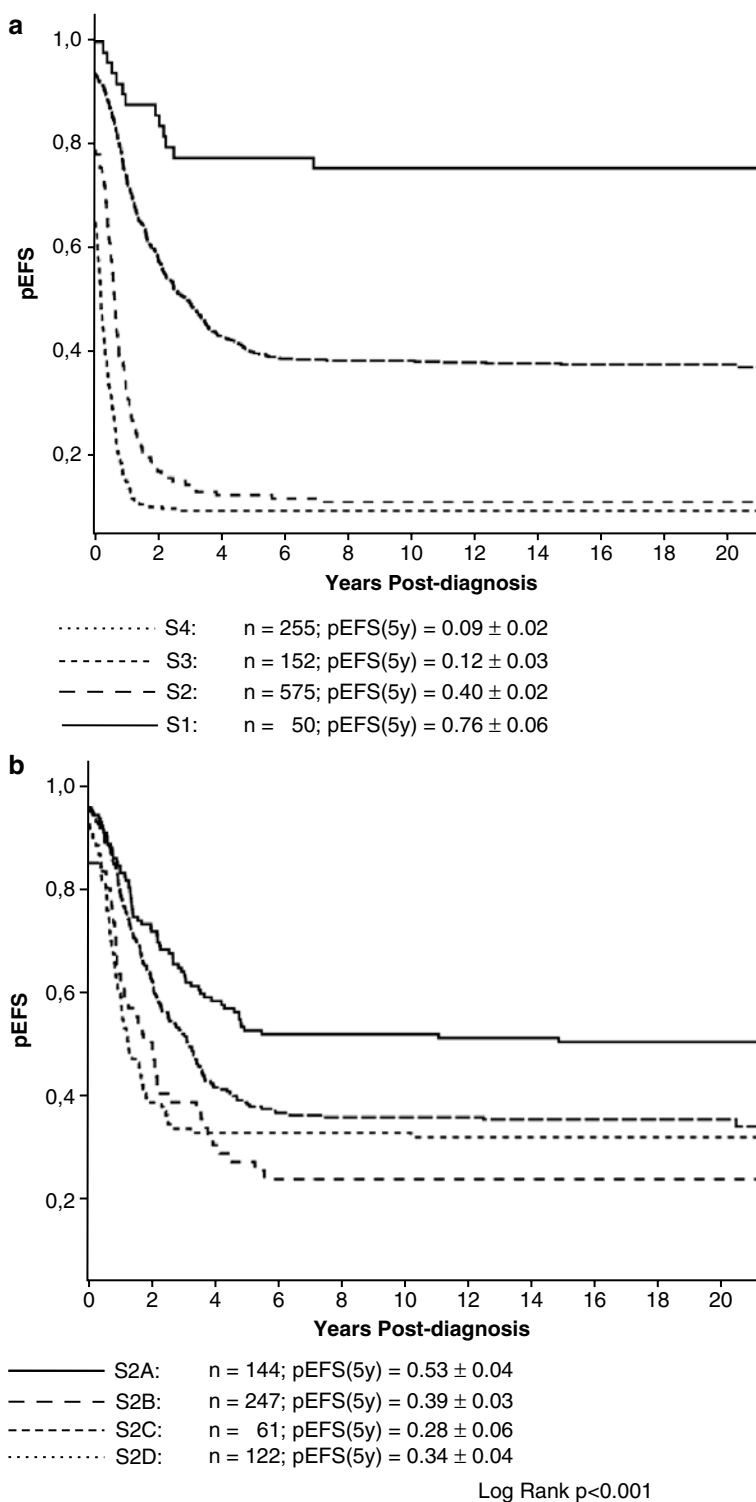 a
1,0
0,8
0,6
0,4
0,2
pEFS
0 2 4 6 8 10 12 14 16 18 20
Years Post-diagnosis
S4: n = 255; pEFS(5y) = 0.09 ± 0.02
S3: n = 152; pEFS(5y) = 0.12 ± 0.03
S2: n = 575; pEFS(5y) = 0.40 ± 0.02
S1: n = 50; pEFS(5y) = 0.76 ± 0.06
b
1,0
0,8
0,6
0,4
0,2
pEFS
0 2 4 6 8 10 12 14 16 18 20
Years Post-diagnosis
S2A: n = 144; pEFS(5y) = 0.53 ± 0.04
S2B: n = 247; pEFS(5y) = 0.39 ± 0.03
S2C: n = 61; pEFS(5y) = 0.28 ± 0.06
S2D: n = 122; pEFS(5y) = 0.34 ± 0.04
Log Rank p<0.001